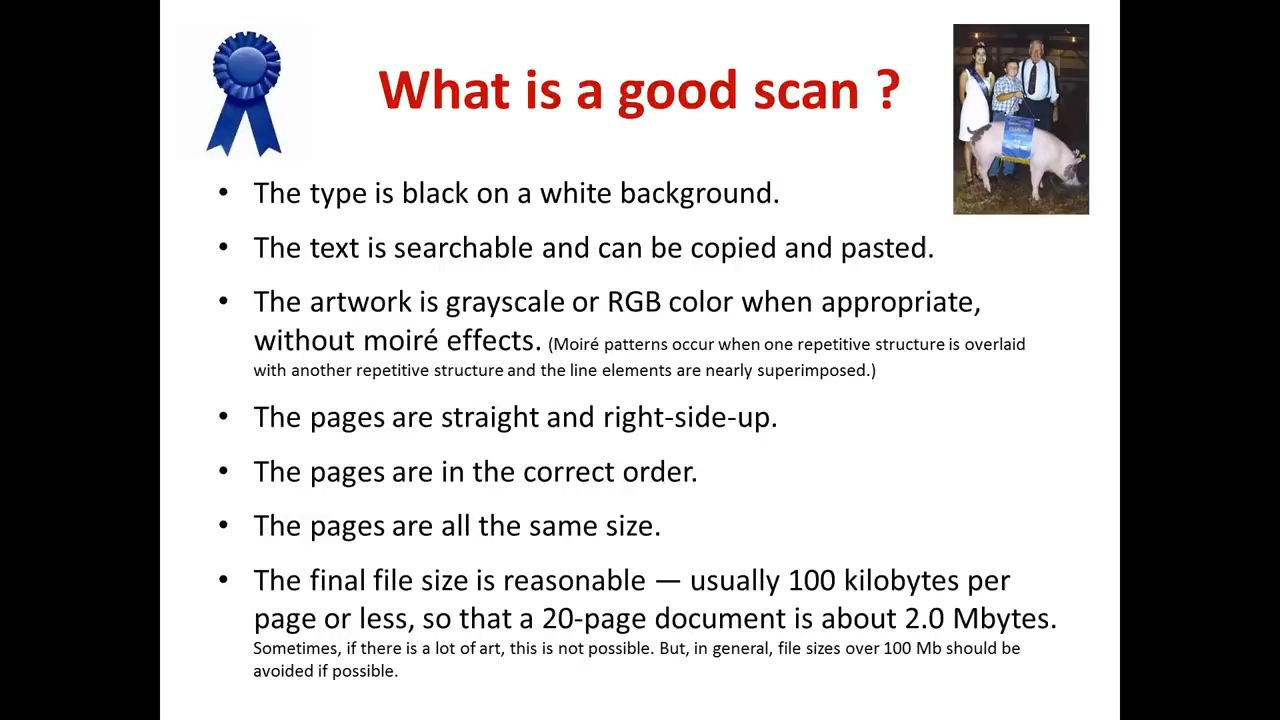 What is a good scan ?
• The type is black on a white background.
• The text is searchable and can be copied and pasted.
• The artwork is grayscale or RGB color when appropriate,
without moiré effects. (Moiré patterns occur when one repetitive structure is overlaid
with another repetitive structure and the line elements are nearly superimposed.)
• The pages are straight and right-side-up.
• The pages are in the correct order.
• The pages are all the same size.
• The final file size is reasonable — usually 100 kilobytes per
page or less, so that a 20-page document is about 2.0 Mbytes.
Sometimes, if there is a lot of art, this is not possible. But, in general, file sizes over 100 Mb should be
avoided if possible.